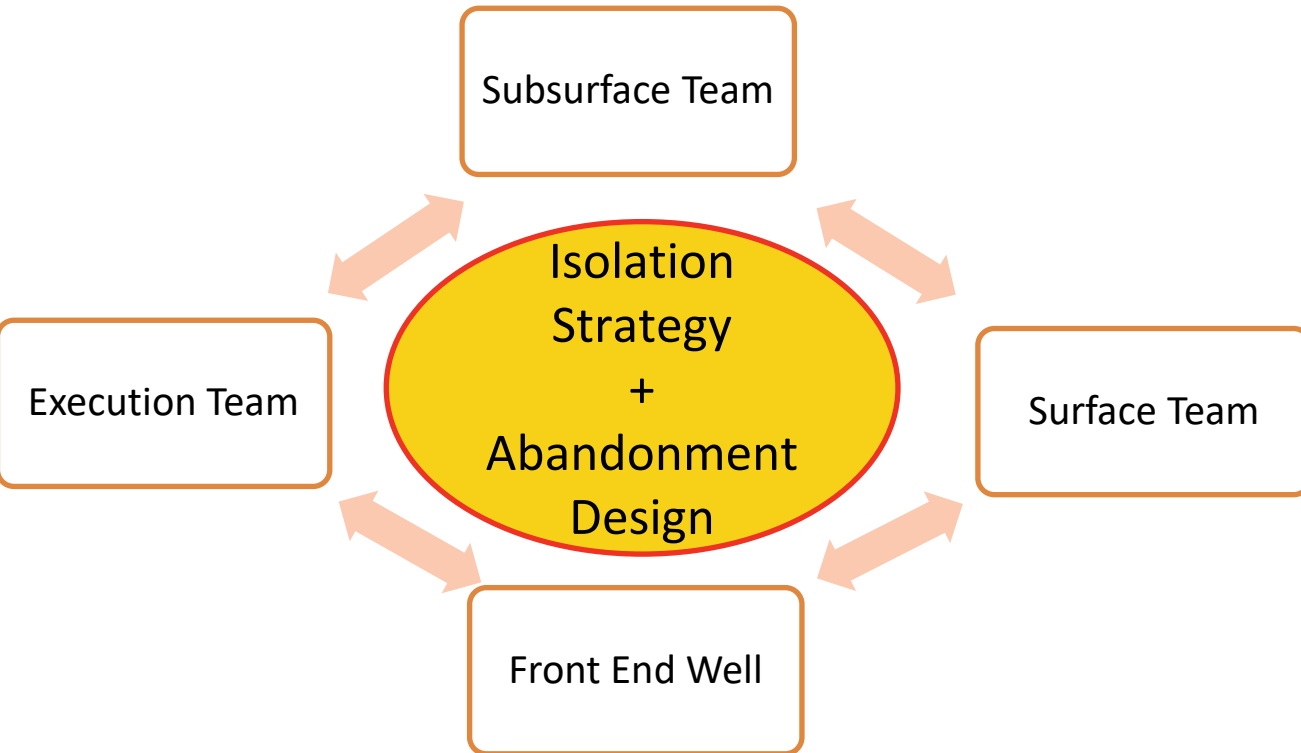 Subsurface Team
Isolation
Strategy
+
Abandonment
Design
Execution Team
Surface Team
Front End Well